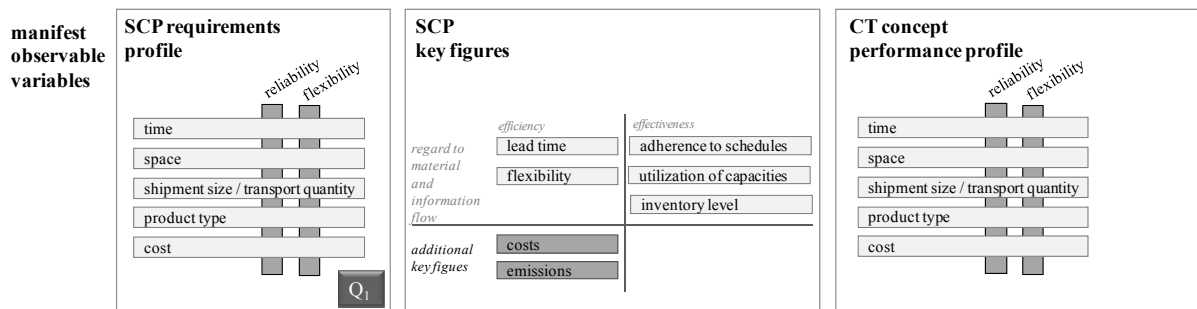 manifest
observable
variables
SCP requirements
profile
reliability
flexibility
time
space
shipment size / transport quantity
product type
cost
Q1
SCP
key figures
efficiency
effectiveness
regard to
material
and
information
flow
lead time
adherence to schedules
flexibility
utilization of capacities
inventory level
additional
key figues
costs
emissions
CT concept
performance profile
reliability
flexibility
time
space
shipment size / transport quantity
product type
cost